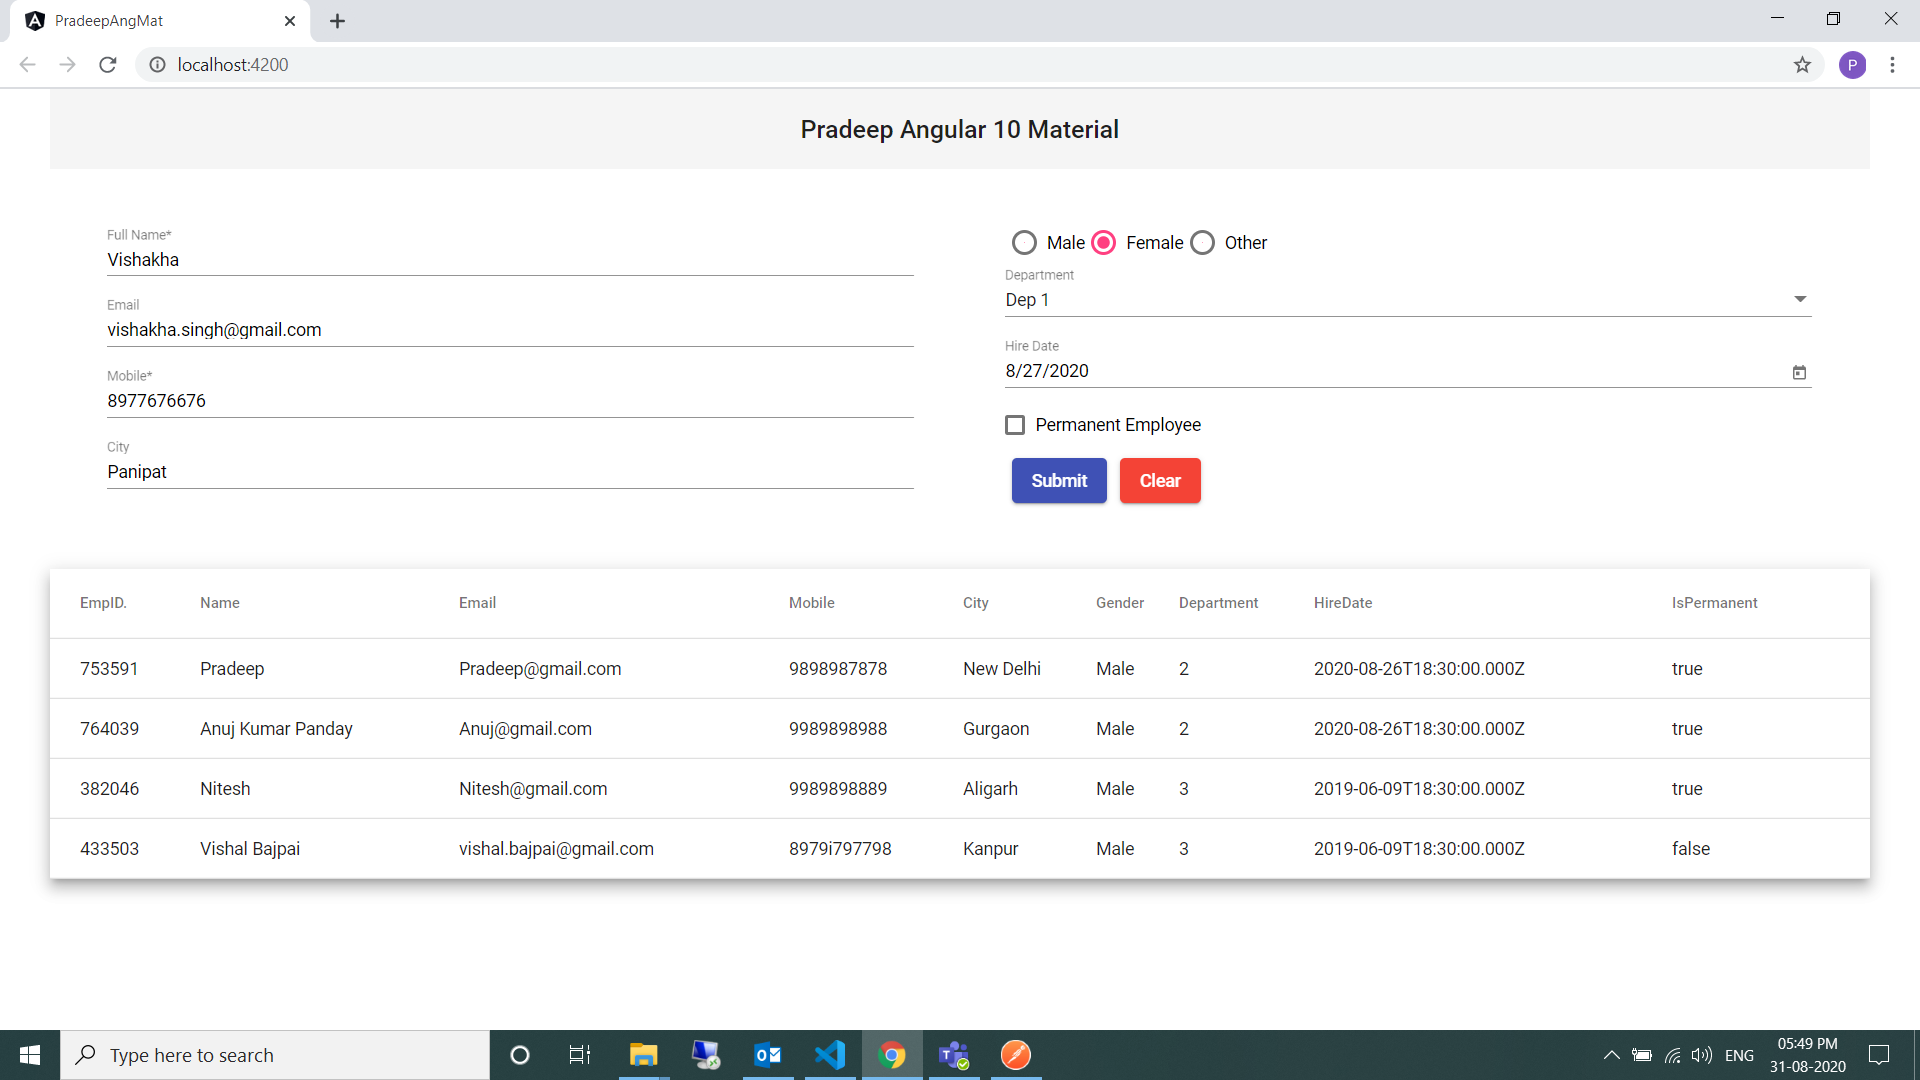 PradeepAngMat
localhost:4200
P
Pradeep Angular 10 Material
Full Name*
Vishakha
Email
vishakha.singh@gmail.com
Mobile*
8977676676
City
Panipat
Male Female Other
Department
Dep 1
Hire Date
8/27/2020
Permanent Employee
Submit Clear
EmpID. Name Email Mobile City Gender Department HireDate IsPermanent
753591 Pradeep Pradeep@gmail.com 9898987878 New Delhi Male 2 2020-08-26T18:30:00.000Z true
764039 Anuj Kumar Panday Anuj@gmail.com 9989898988 Gurgaon Male 2 2020-08-26T18:30:00.000Z true
382046 Nitesh Nitesh@gmail.com 9989898889 Aligarh Male 3 2019-06-09T18:30:00.000Z true
433503 Vishal Bajpai vishal.bajpai@gmail.com 8979i797798 Kanpur Male 3 2019-06-09T18:30:00.000Z false
Type here to search
ENG
05:49 PM
31-08-2020